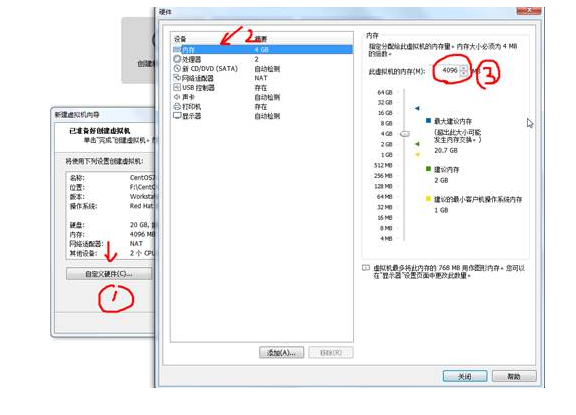 创建
新建虚拟机向导
已准备好创建虚拟机
单击"完成"创建虚拟机。
将使用下列设置创建虚拟机:
名称: CentOS7
位置: F:\CentO
版本: Worksta
操作系统: Red Hat
硬盘: 20 GB,
内存: 4096 MB
网络适配器: NAT
其他设备: 2 个 CPU
自定义硬件(C)...
1
硬件
设备 摘要
2
内存 4 GB
处理器 2
新 CD/DVD (SATA) 自动检测
网络适配器 NAT
USB 控制器 存在
声卡 自动检测
打印机 存在
显示器 自动检测
添加(A)... 移除(R)
内存
指定分配给此虚拟机的内存量。内存大小必须为 4 MB
的倍数。
此虚拟机的内存(M): 4096 MB
3
64 GB
32 GB
16 GB
8 GB
4 GB
2 GB
1 GB
512 MB
256 MB
128 MB
64 MB
32 MB
16 MB
8 MB
4 MB
最大建议内存
(超出此大小可能
发生内存交换。)
20.7 GB
建议内存
2 GB
建议的最小客户机操作系统内存
1 GB
虚拟机最多将此内存的 768 MB 用作图形内存。您可以
在"显示器"设置页面中更改此数量。
关闭 帮助